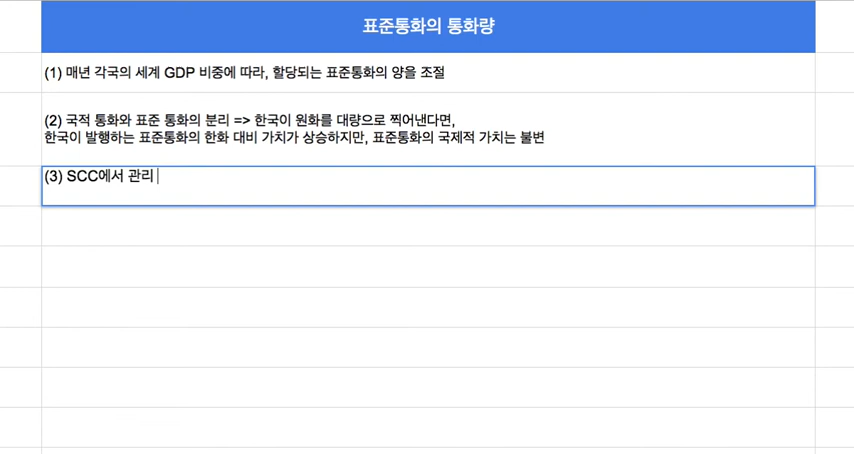 표준통화의 통화량
(1) 매년 각국의 세계 GDP 비중에 따라, 할당되는 표준통화의 양을 조절
(2) 국적 통화와 표준 통화의 분리 => 한국이 원화를 대량으로 찍어낸다면,
한국이 발행하는 표준통화의 한화 대비 가치가 상승하지만, 표준통화의 국제적 가치는 불변
(3) SCC에서 관리